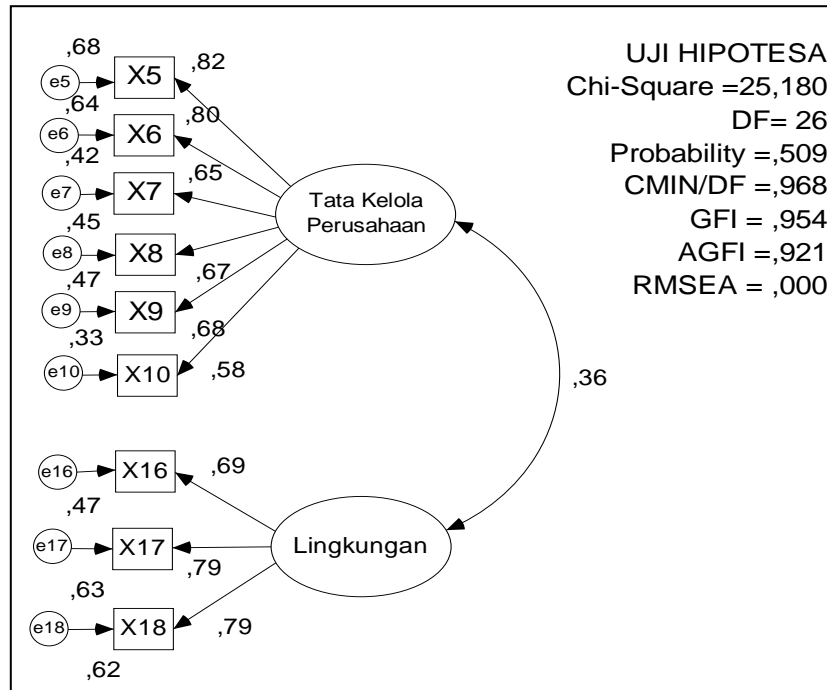 ,68
e5
X5
,82
,64
e6
X6
,80
,42
e7
X7
,65
,45
e8
X8
,67
,47
e9
X9
,68
,33
e10
X10
,58
Tata Kelola
Perusahaan
UJI HIPOTESA
Chi-Square =25,180
DF= 26
Probability =,509
CMIN/DF =,968
GFI = ,954
AGFI =,921
RMSEA = ,000
,36
e16
X16
,69
,47
e17
X17
,79
,63
e18
X18
,79
,62
Lingkungan